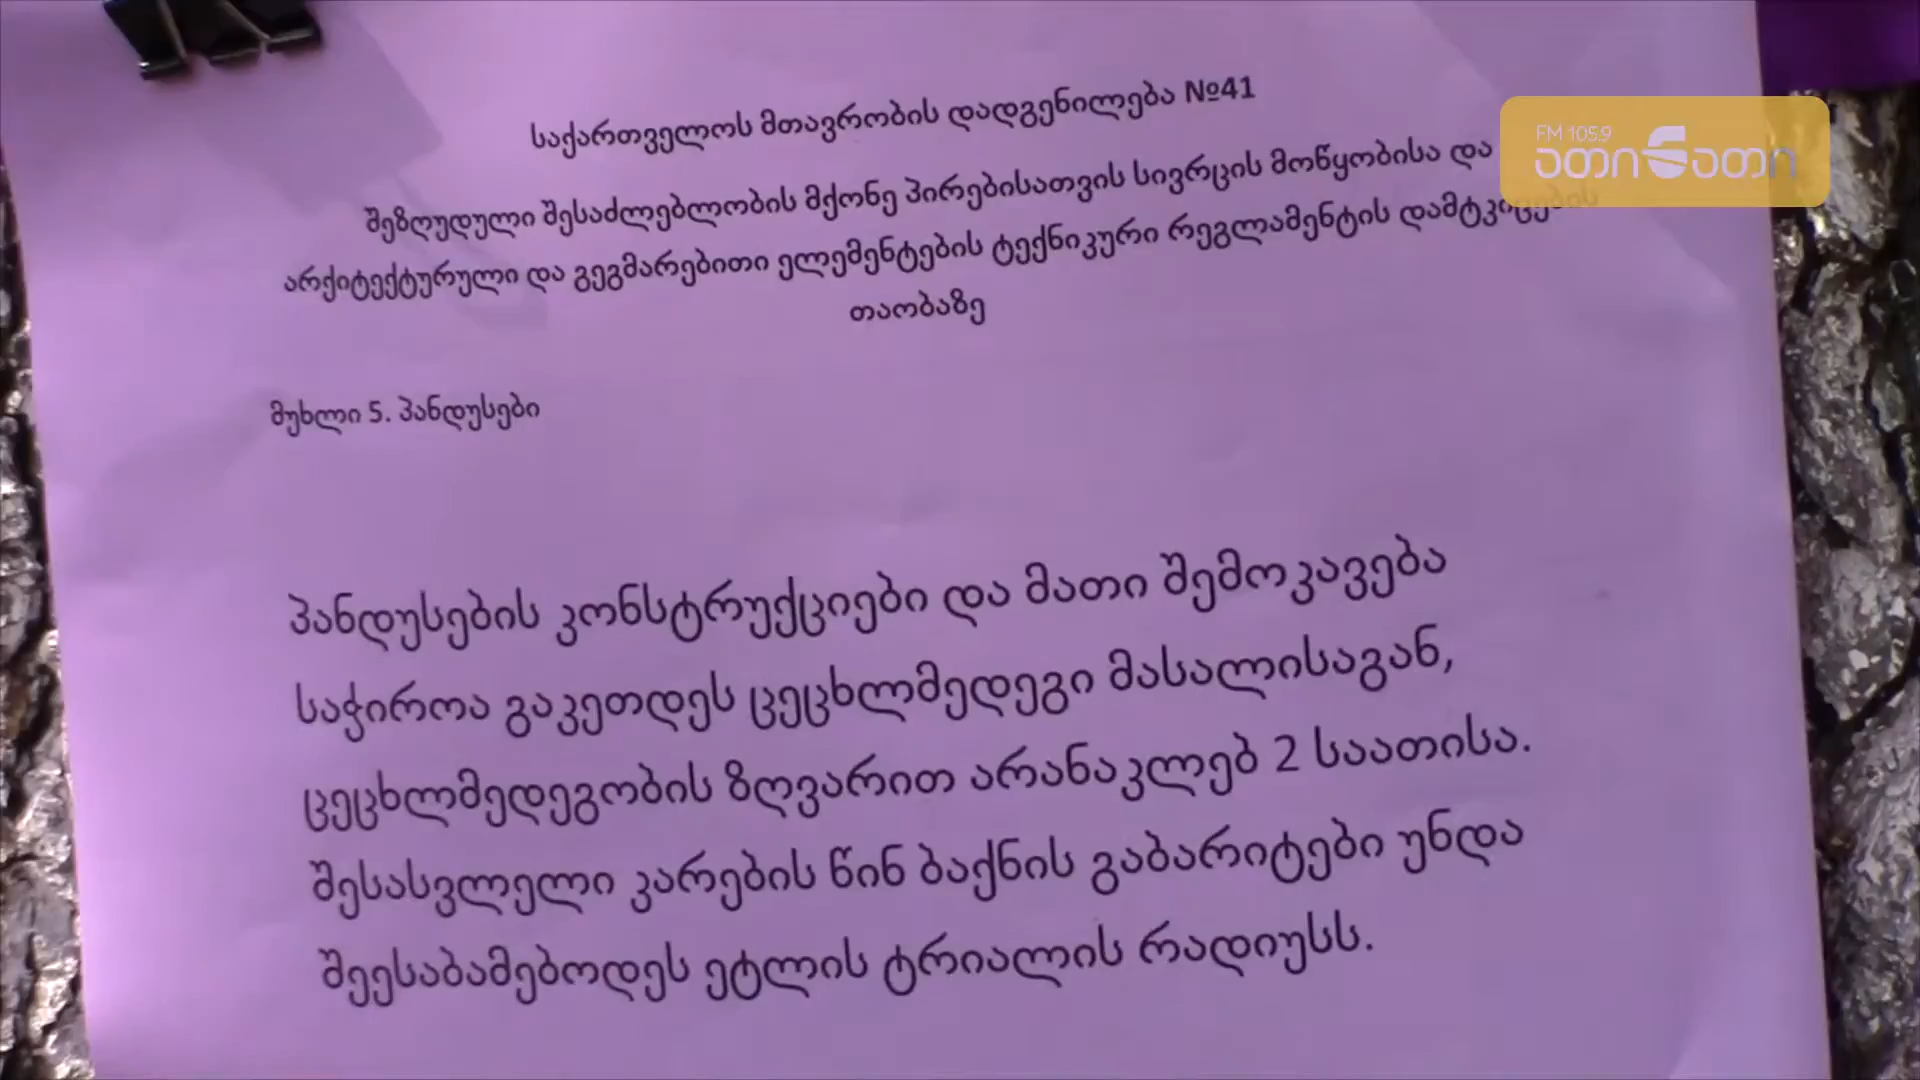 საქართველოს მთავრობის დადგენილება №41
FM 105.9
ათინათი
შეზღუდული შესაძლებლობის მქონე პირებისათვის სივრცის მოწყობისა და
არქიტექტურული და გეგმარებითი ელემენტების ტექნიკური რეგლამენტის დამტკიცების
თაობაზე
მუხლი 5. პანდუსები
პანდუსების კონსტრუქციები და მათი შემოკავება
საჭიროა გაკეთდეს ცეცხლმედეგი მასალისაგან,
ცეცხლმედეგობის ზღვარით არანაკლებ 2 საათისა.
შესასვლელი კარების წინ ბაქნის გაბარიტები უნდა
შეესაბამებოდეს ეტლის ტრიალის რადიუსს.